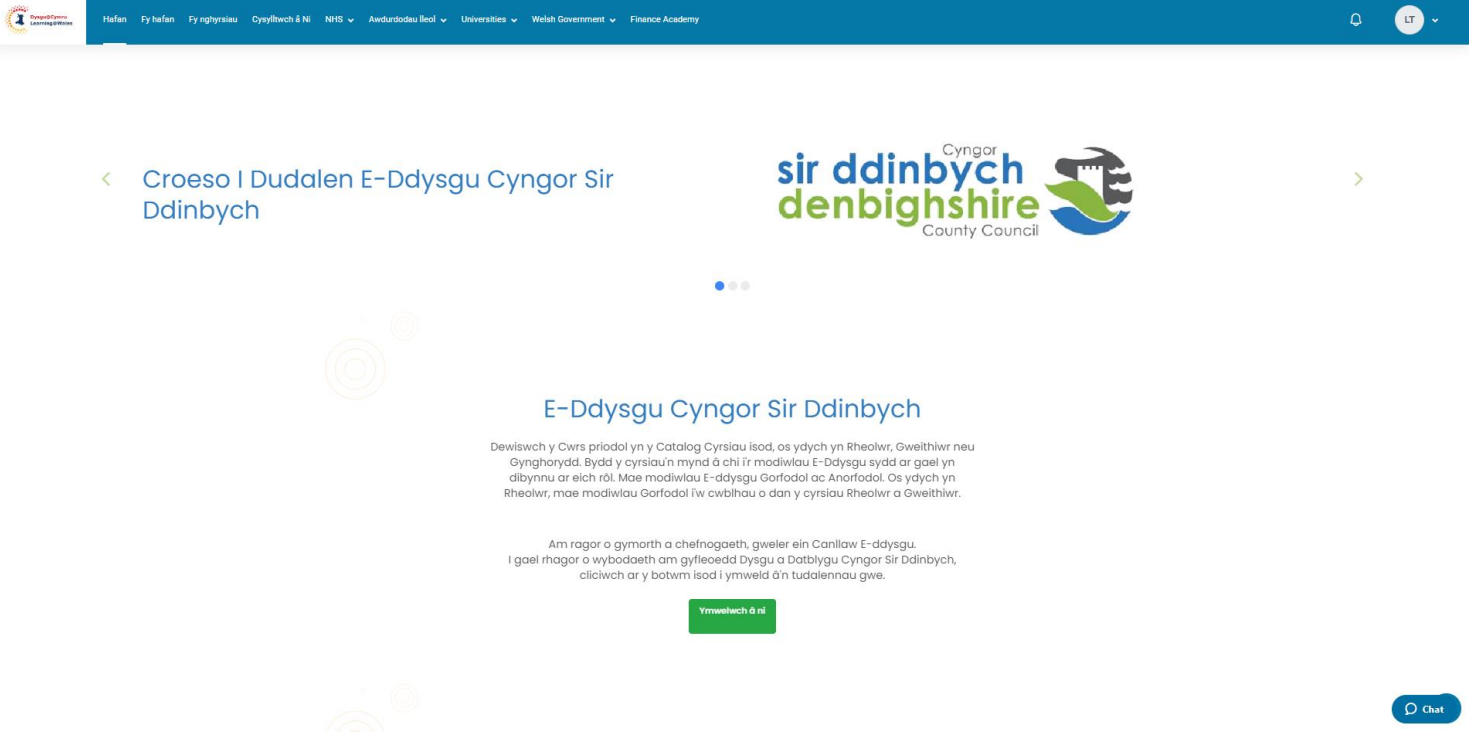 Dysgu@Cymru
Learning@Wales
Hafan Fy hafan Fy nghyrsiau Cysylltwch â Ni NHS Awdurdodau lleol Universities Welsh Government Finance Academy
LT
Croeso I Dudalen E-Ddysgu Cyngor Sir
Ddinbych
Cyngor
sir ddinbych
denbighshire
County Council
E-Ddysgu Cyngor Sir Ddinbych
Dewiswch y Cwrs priodol yn y Catalog Cyrsiau isod, os ydych yn Rheolwr, Gweithiwr neu
Gynghorydd. Bydd y cyrsiau'n mynd â chi i'r modiwlau E-Ddysgu sydd ar gael yn
dibynnu ar eich rôl. Mae modiwlau E-ddysgu Gorfodol ac Anorfodol. Os ydych yn
Rheolwr, mae modiwlau Gorfodol i'w cwblhau o dan y cyrsiau Rheolwr a Gweithiwr.
Am ragor o gymorth a chefnogaeth, gweler ein Canllaw E-ddysgu.
I gael rhagor o wybodaeth am gyfleoedd Dysgu a Datblygu Cyngor Sir Ddinbych,
cliciwch ar y botwm isod i ymweld â'n tudalennau gwe.
Ymwelwch â ni
Chat